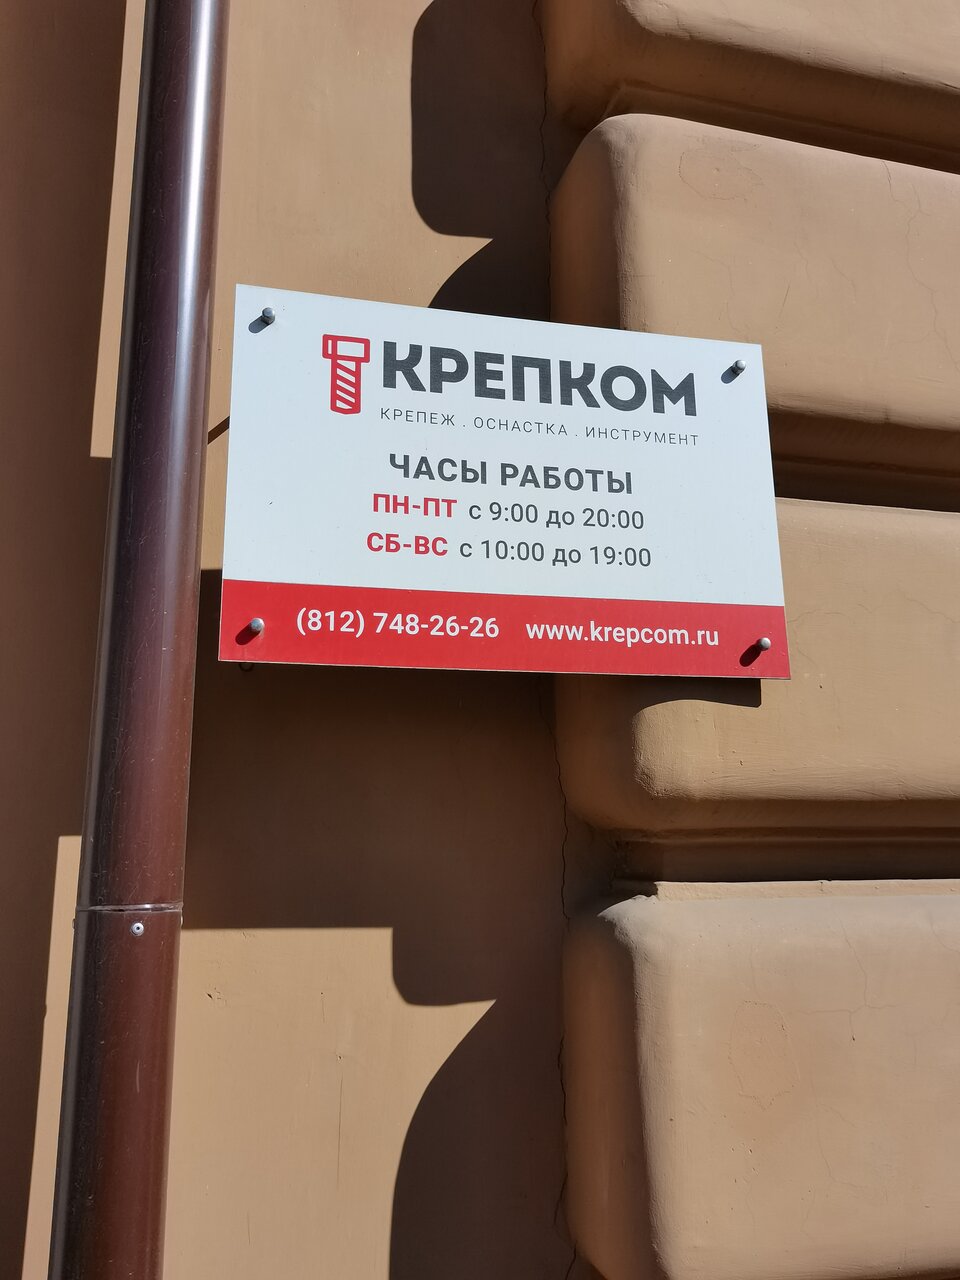 КРЕПКОМ
КРЕПЕЖ . ОСНАСТКА . ИНСТРУМЕНТ
ЧАСЫ РАБОТЫ
ПН-ПТ с 9:00 до 20:00
СБ-ВС с 10:00 до 19:00
(812) 748-26-26 www.krepcom.ru